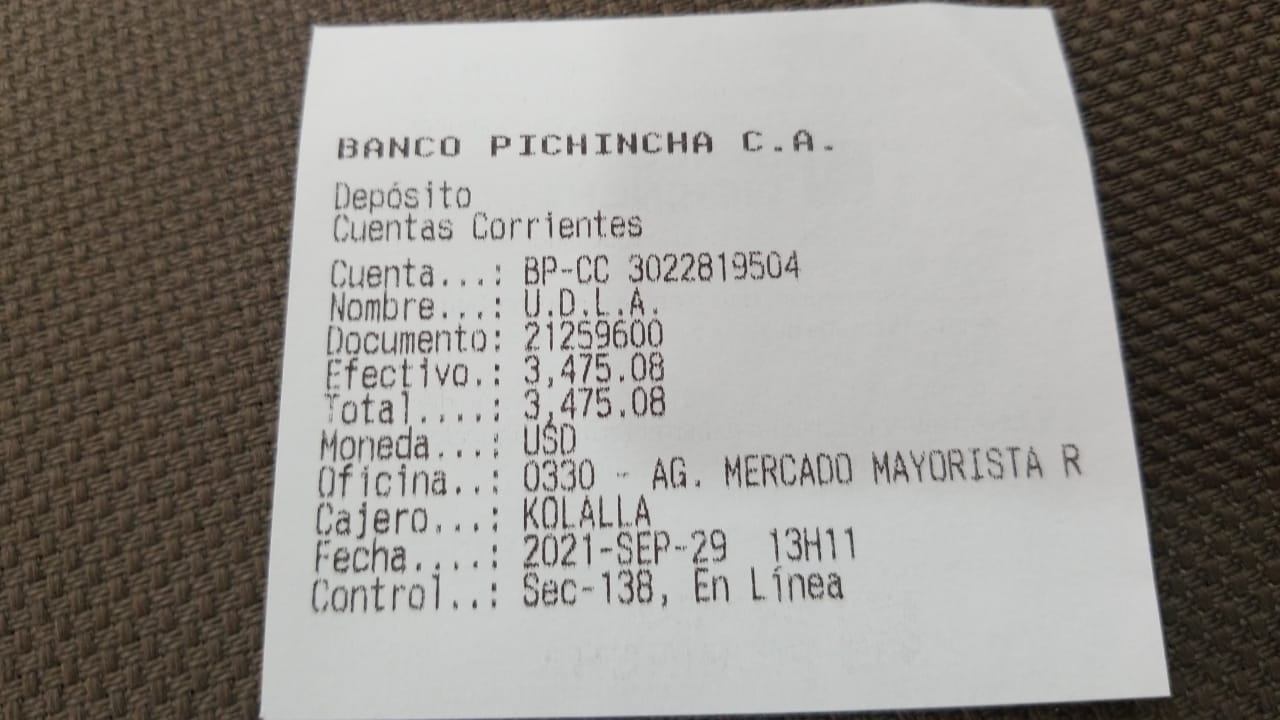 BANCO PICHINCHA C.A.
Depósito
Cuentas Corrientes
Cuenta...: BP-CC 3022819504
Nombre...: U.D.L.A.
Documento: 21259600
Efectivo.: 3,475.08
Total....: 3,475.08
Moneda...: USD
Oficina..: 0330 - AG. MERCADO MAYORISTA R
Cajero...: KOLALLA
Fecha....: 2021-SEP-29 13H11
Control..: Sec-138, En Línea